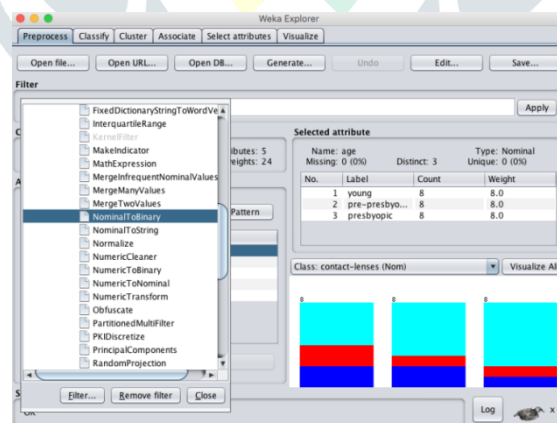 Weka Explorer
Preprocess Classify Cluster Associate Select attributes Visualize
Open file... Open URL... Open DB... Generate... Undo Edit... Save...
Filter
Apply
FixedDictionaryStringToWordVe
InterquartileRange
KernelFilter
MakeIndicator
MathExpression
MergeInfrequentNominalValues
MergeManyValues
MergeTwoValues
NominalToBinary
NominalToString
Normalize
NumericCleaner
NumericToBinary
NumericToNominal
NumericTransform
Obfuscate
PartitionedMultiFilter
PKIDiscretize
PrincipalComponents
RandomProjection
Filter... Remove filter Close
ibutes: 5
eights: 24
Pattern
Selected attribute
Name: age Type: Nominal
Missing: 0 (0%) Distinct: 3 Unique: 0 (0%)
No. Label Count Weight
1 young 8 8.0
2 pre-presbyo... 8 8.0
3 presbyopic 8 8.0
Class: contact-lenses (Nom) Visualize Al
8 8 8
Log x